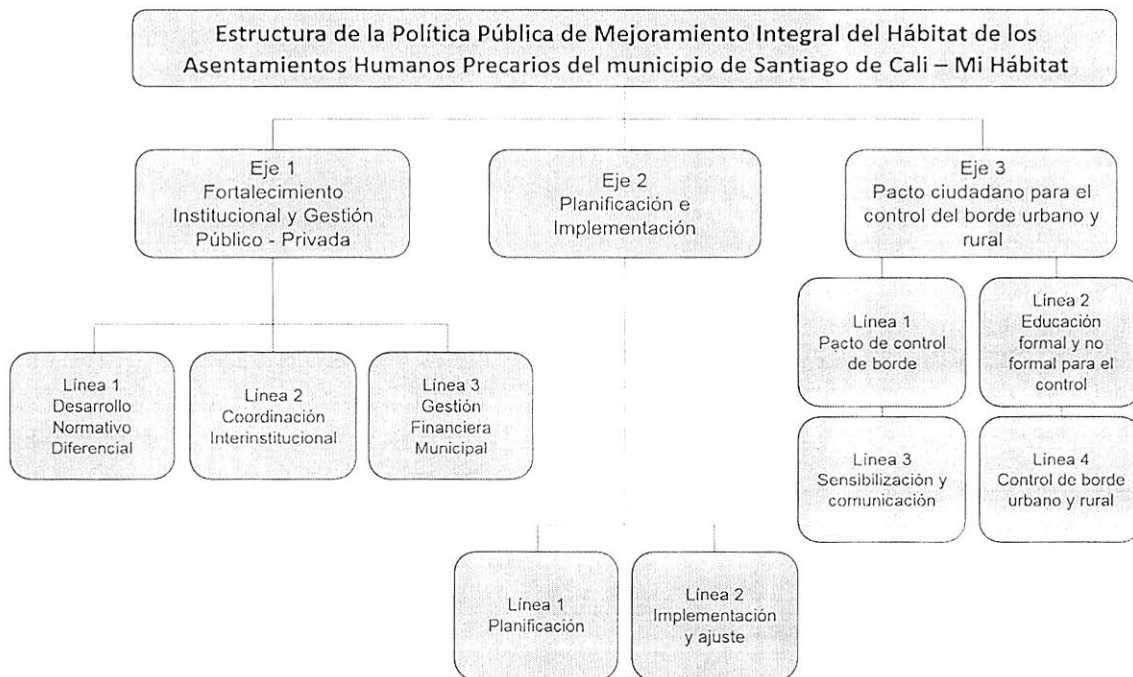 Estructura de la Política Pública de Mejoramiento Integral del Hábitat de los
Asentamientos Humanos Precarios del municipio de Santiago de Cali – Mi Hábitat
Eje 1
Fortalecimiento
Institucional y Gestión
Público - Privada
Eje 2
Planificación e
Implementación
Eje 3
Pacto ciudadano para el
control del borde urbano y
rural
Línea 1
Desarrollo
Normativo
Diferencial
Línea 2
Coordinación
Interinstitucional
Línea 3
Gestión
Financiera
Municipal
Línea 1
Pacto de control
de borde
Línea 2
Educación
formal y no
formal para el
control
Línea 3
Sensibilización y
comunicación
Línea 4
Control de borde
urbano y rural
Línea 1
Planificación
Línea 2
Implementación
y ajuste